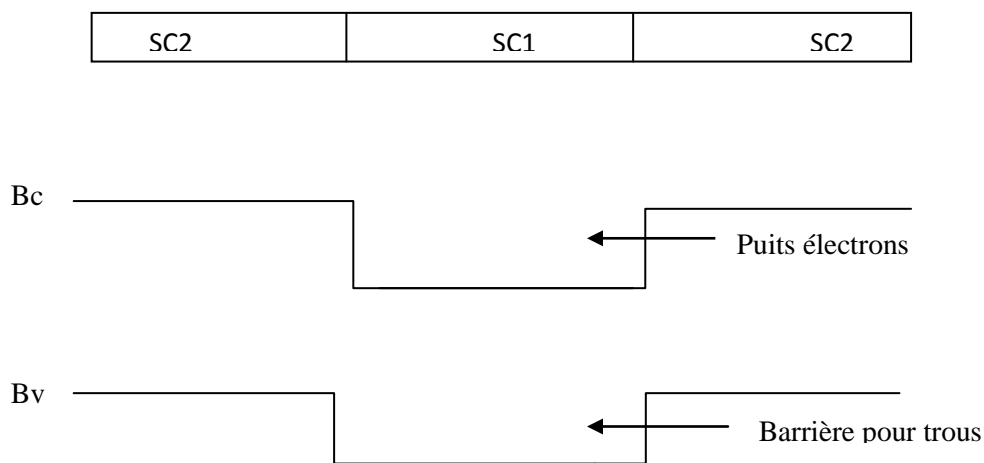 SC2 SC1 SC2
Bc
Puits électrons
Bv
Barrière pour trous